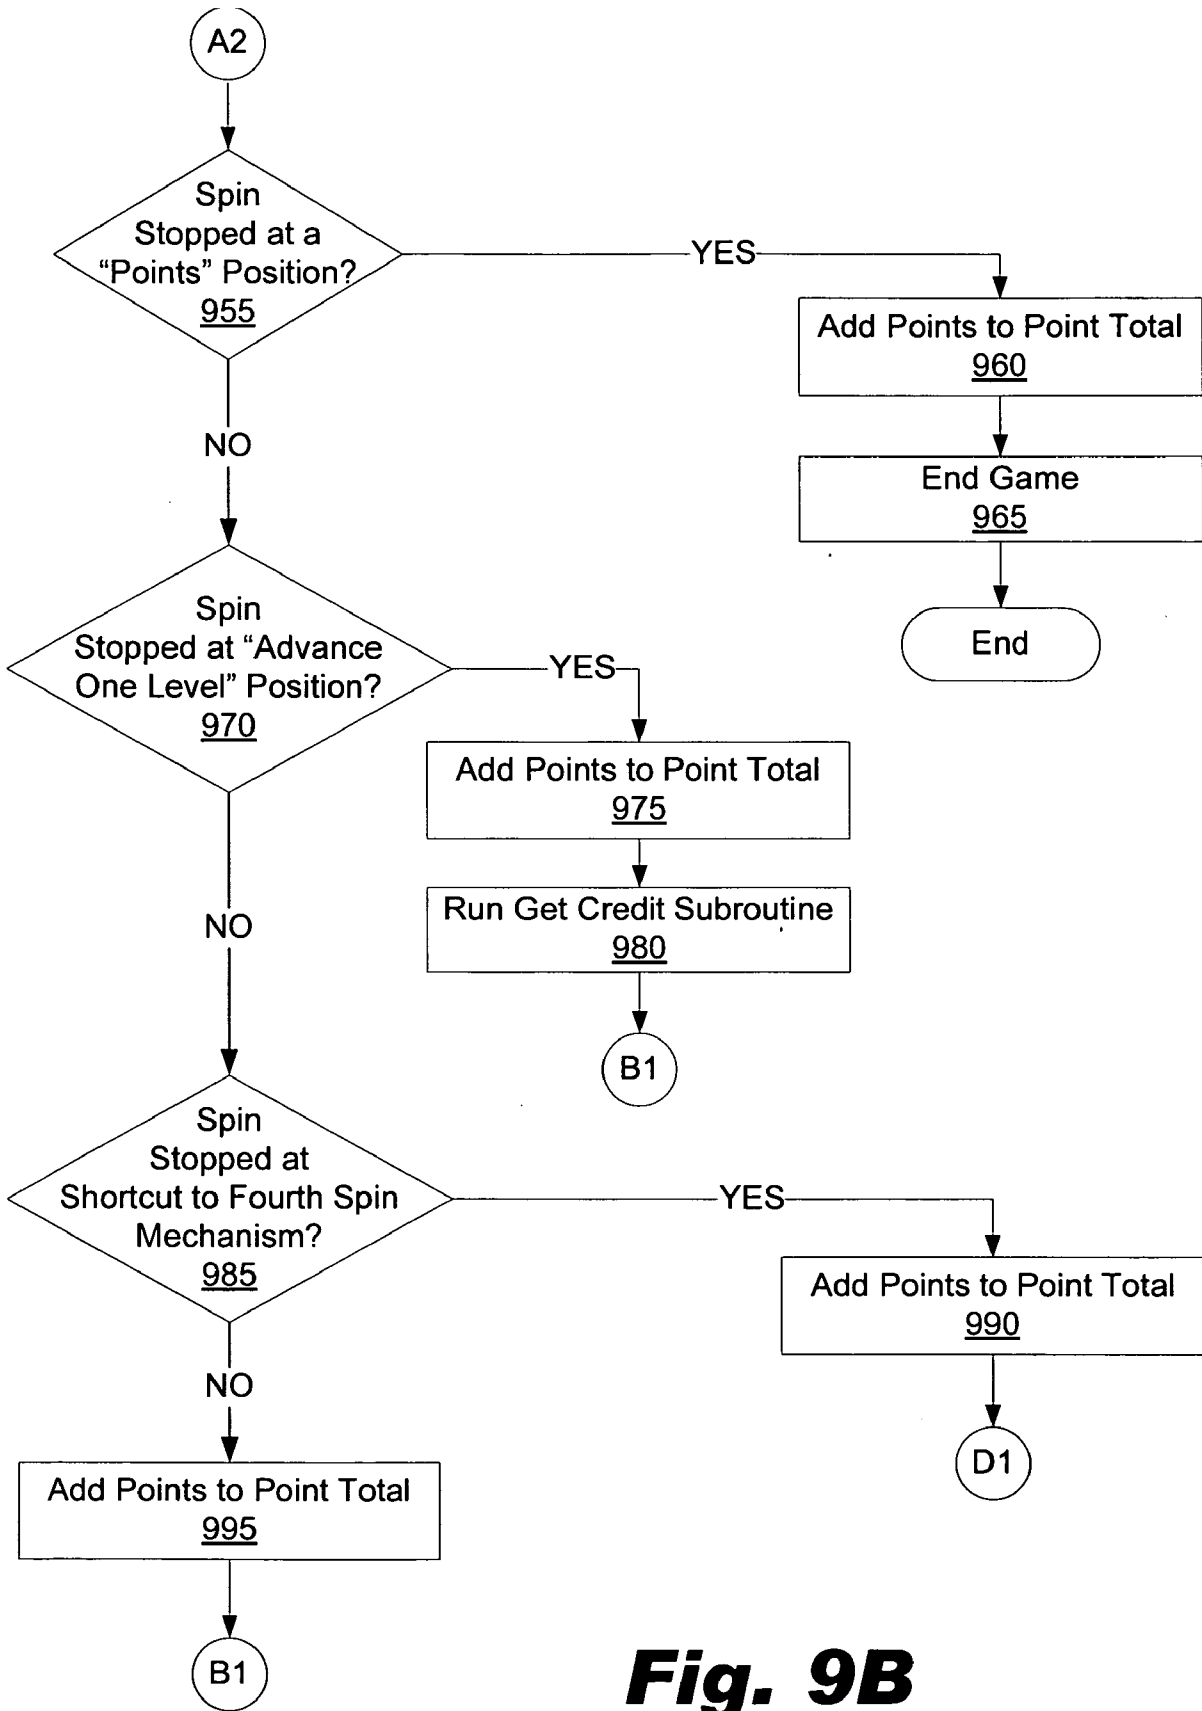 A2
Spin
Stopped at a
“Points” Position?
955
YES
Add Points to Point Total
960
NO
End Game
965
End
Spin
Stopped at “Advance
One Level” Position?
970
YES
Add Points to Point Total
975
Run Get Credit Subroutine
980
NO
B1
Spin
Stopped at
Shortcut to Fourth Spin
Mechanism?
985
YES
Add Points to Point Total
990
NO
D1
Add Points to Point Total
995
B1
Fig. 9B